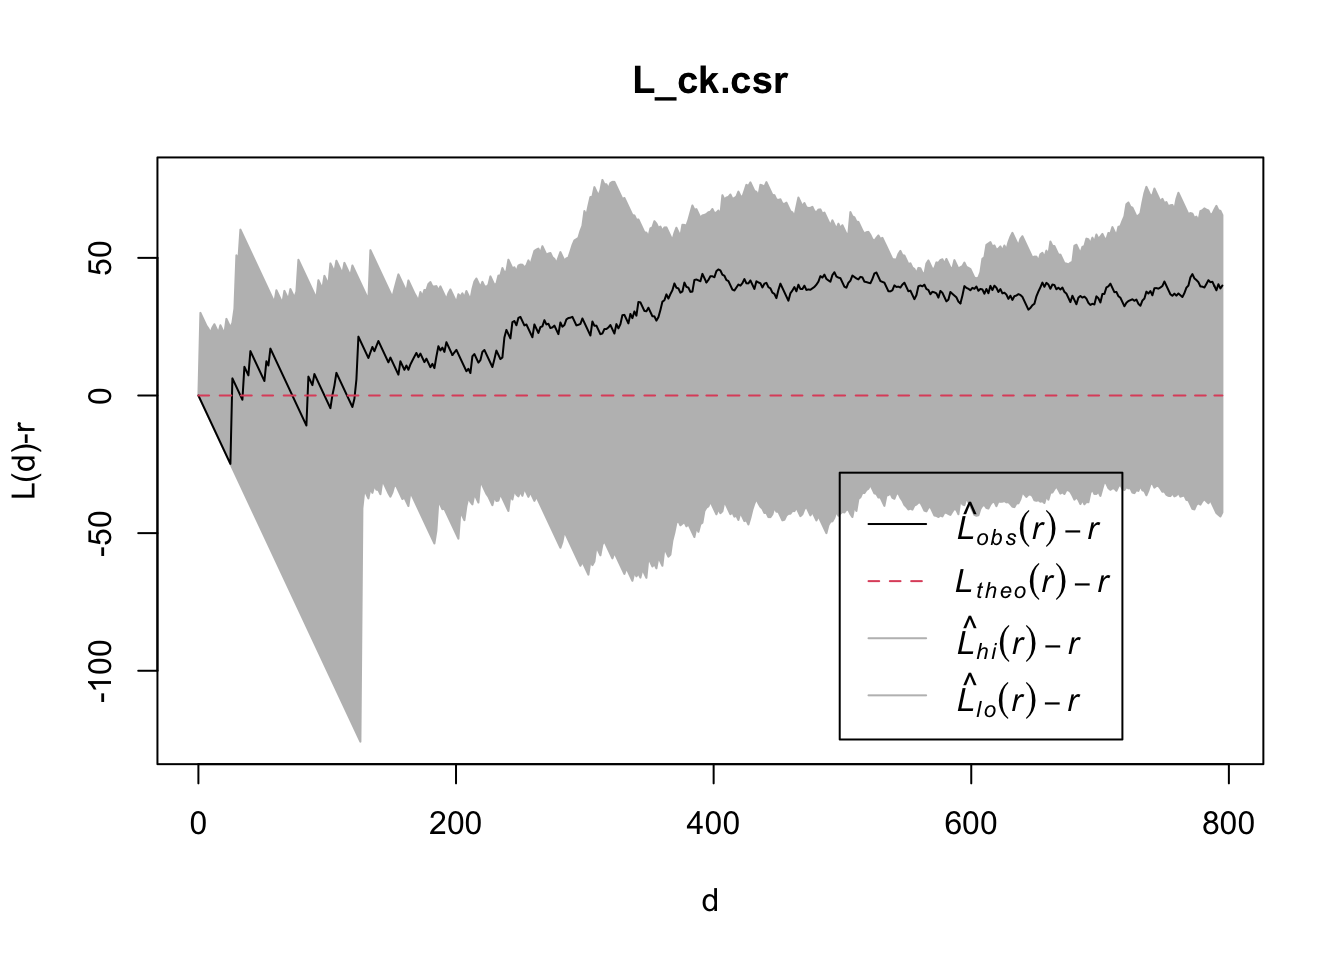 L_ck.csr
L(d)-r
50
0
-50
-100
L̂obs(r) − r
Ltheo(r) − r
L̂hi(r) − r
L̂lo(r) − r
0 200 400 600 800
d